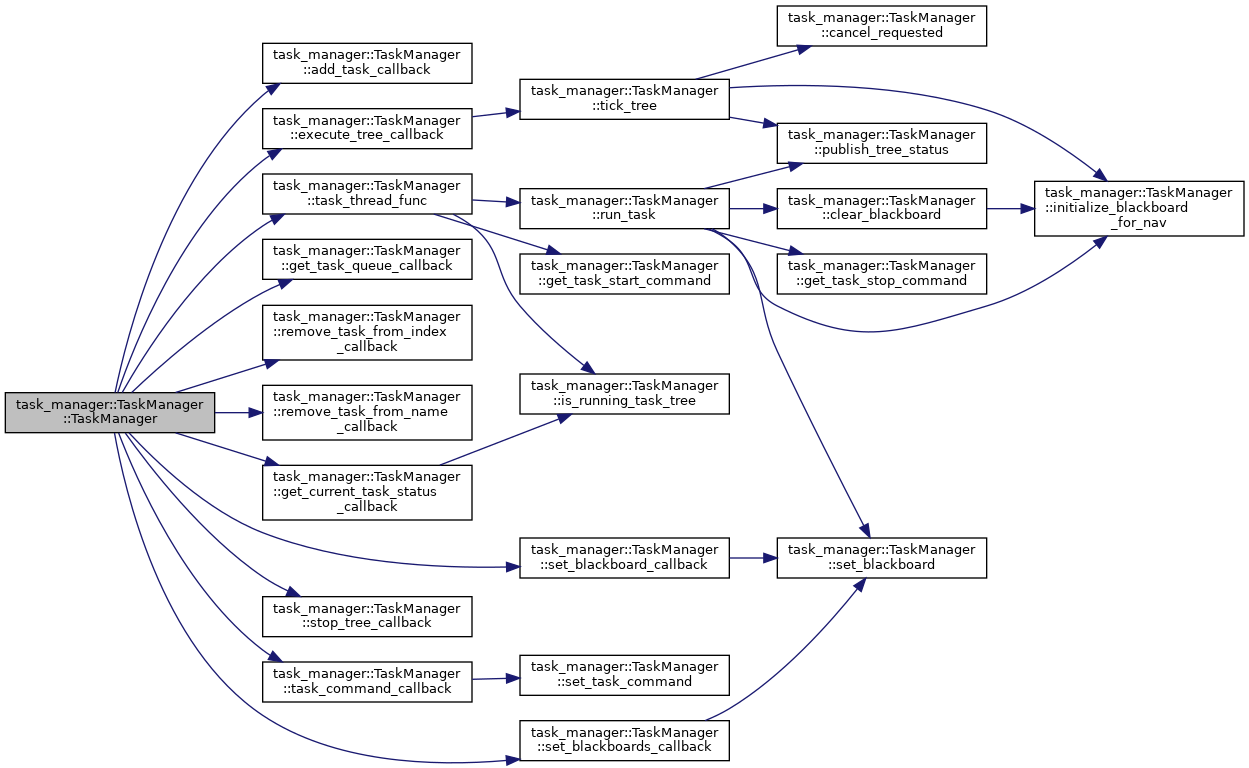 task_manager::TaskManager
::TaskManager
task_manager::TaskManager
::add_task_callback
task_manager::TaskManager
::execute_tree_callback
task_manager::TaskManager
::task_thread_func
task_manager::TaskManager
::get_task_queue_callback
task_manager::TaskManager
::remove_task_from_index
_callback
task_manager::TaskManager
::remove_task_from_name
_callback
task_manager::TaskManager
::get_current_task_status
_callback
task_manager::TaskManager
::stop_tree_callback
task_manager::TaskManager
::task_command_callback
task_manager::TaskManager
::tick_tree
task_manager::TaskManager
::run_task
task_manager::TaskManager
::get_task_start_command
task_manager::TaskManager
::is_running_task_tree
task_manager::TaskManager
::set_blackboard_callback
task_manager::TaskManager
::set_task_command
task_manager::TaskManager
::set_blackboards_callback
task_manager::TaskManager
::cancel_requested
task_manager::TaskManager
::publish_tree_status
task_manager::TaskManager
::clear_blackboard
task_manager::TaskManager
::get_task_stop_command
task_manager::TaskManager
::set_blackboard
task_manager::TaskManager
::initialize_blackboard
_for_nav